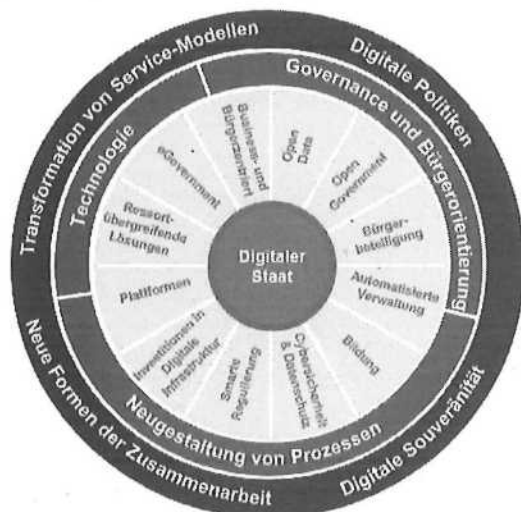 Transformation von Service-Modellen
Digitale Politiken
Technologie
Governance und Bürgerorientierung
Business- und
Bürgerzentriert
Open
Data
Open
Government
Bürger-
beteiligung
Automatisierte
Verwaltung
Bildung
Cybersicherheit
& Datenschutz
Smarte
Regulierung
Investitionen in
Digitale
Infrastruktur
Plattformen
Ressort-
übergreifende
Lösungen
eGovernment
Digitaler
Staat
Neugestaltung von Prozessen
Neue Formen der Zusammenarbeit
Digitale Souveränität